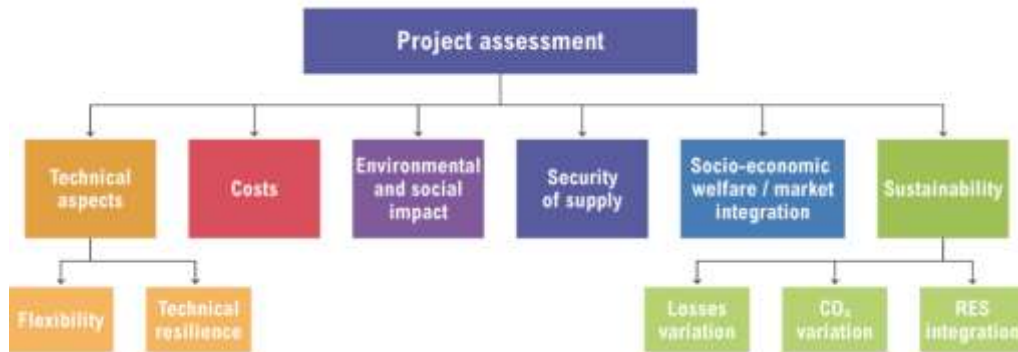 Project assessment
Technical
aspects
Costs
Environmental
and social
impact
Security
of supply
Socio-economic
welfare / market
integration
Sustainability
Flexibility
Technical
resilience
Losses
variation
CO₂
variation
RES
integration